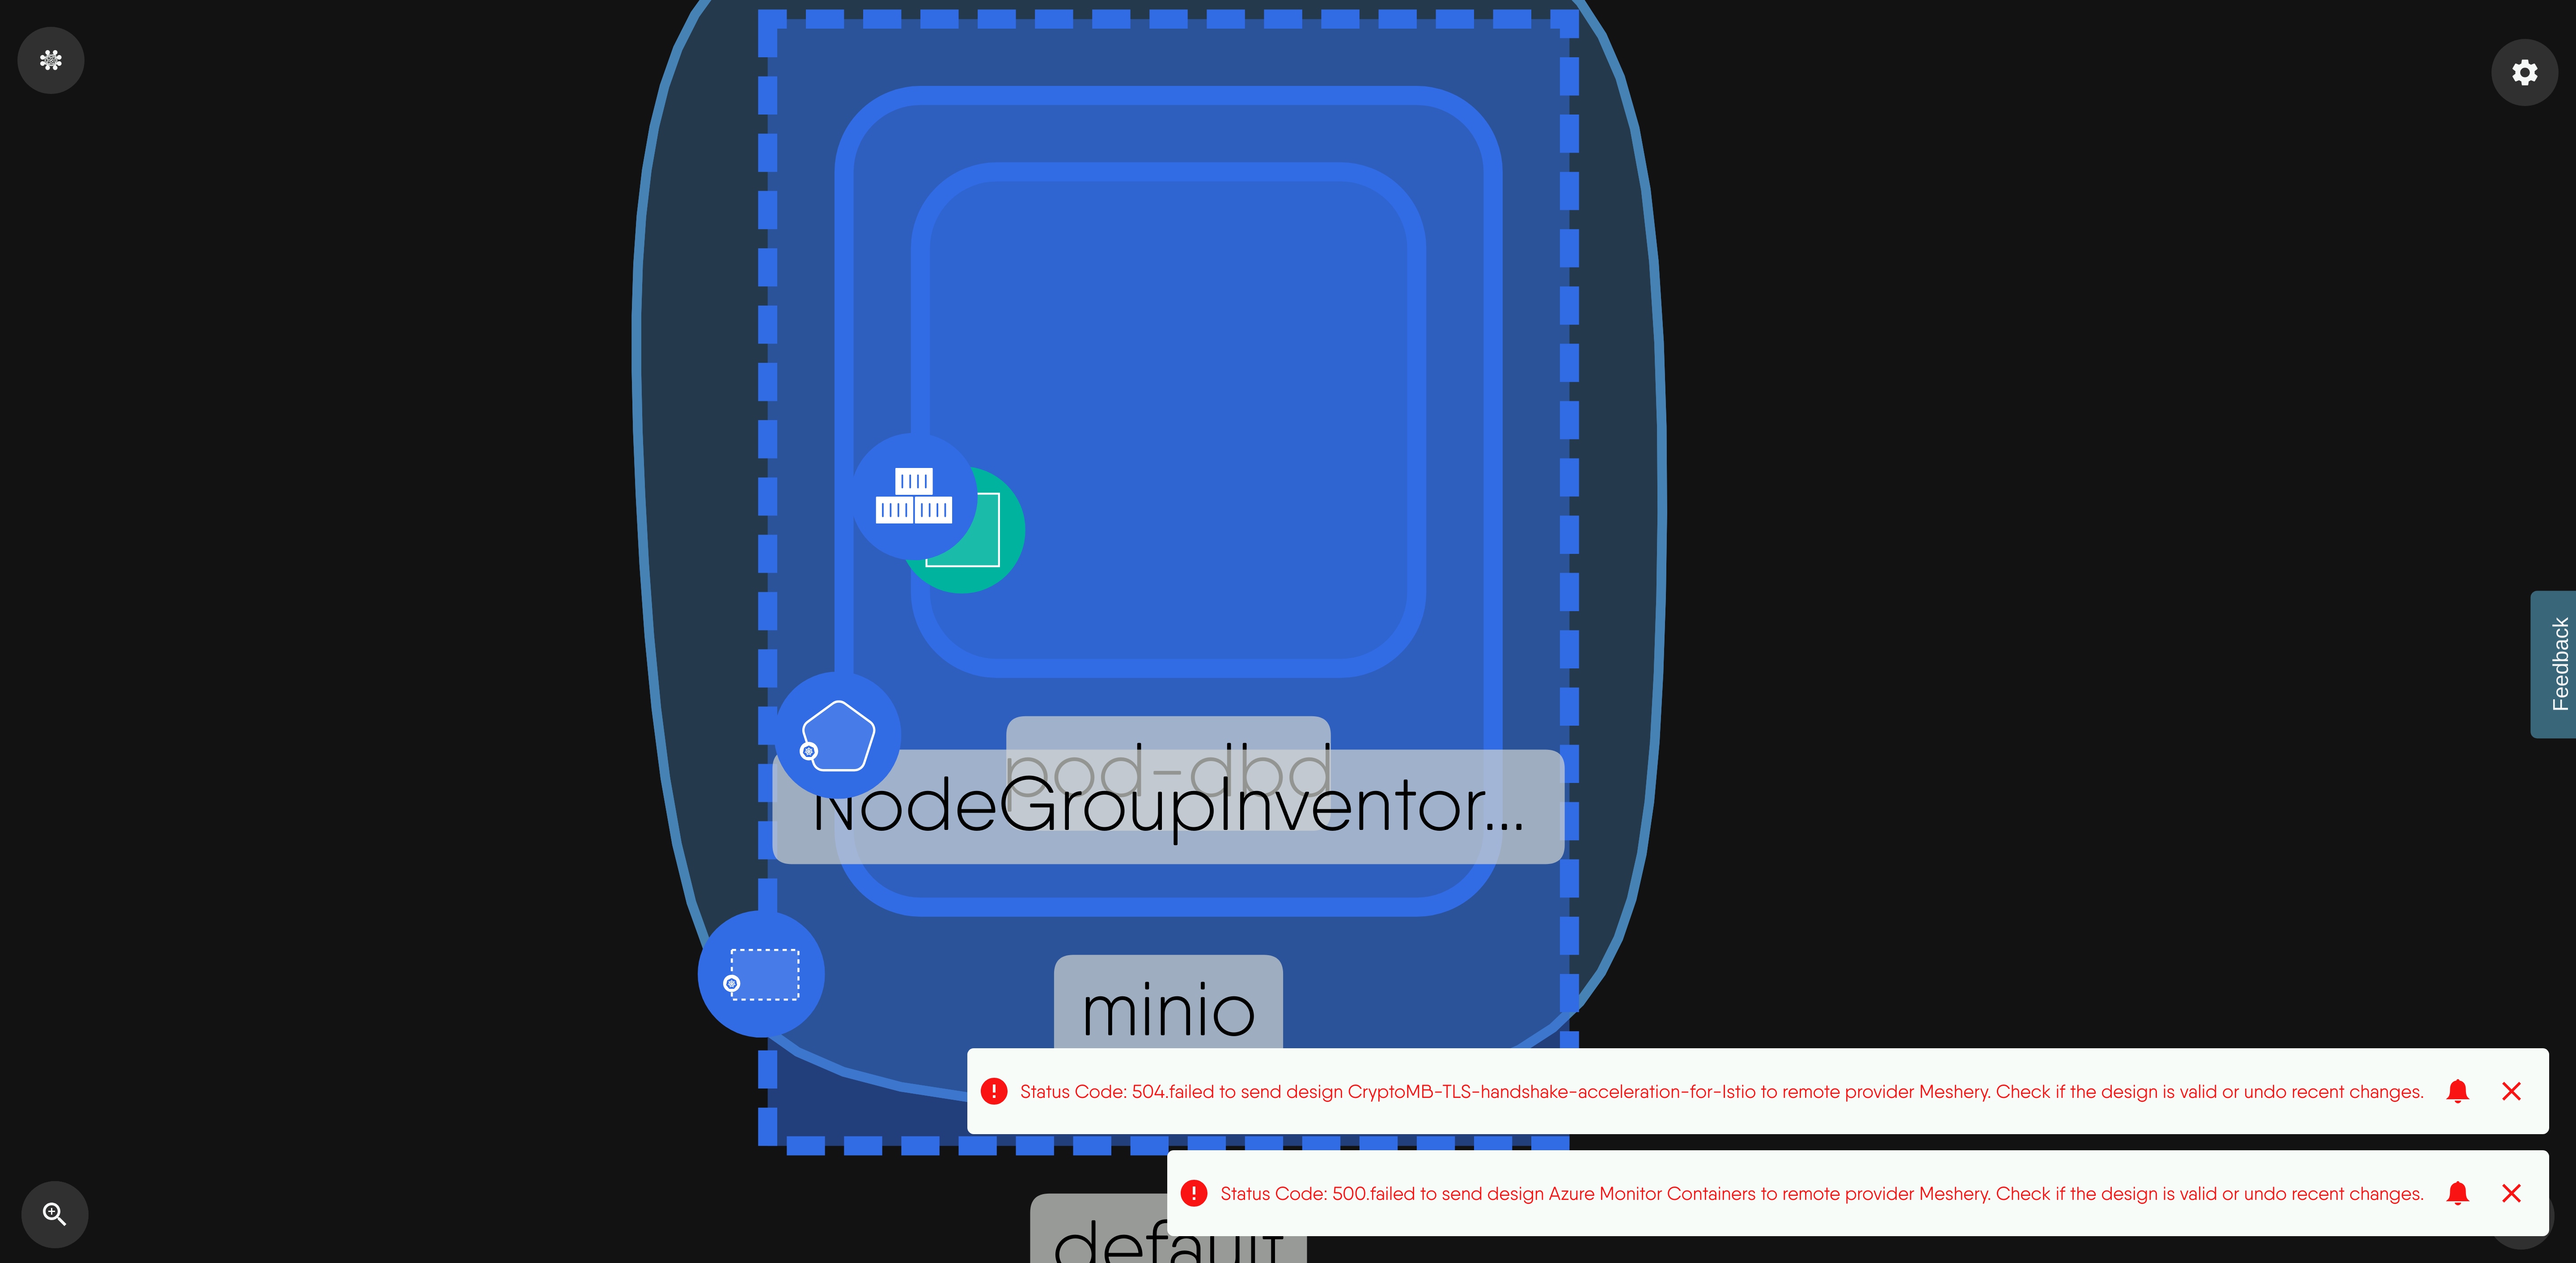 Feedback
pod-dbd
NodeGroupInventor...
minio
Status Code: 504.failed to send design CryptoMB-TLS-handshake-acceleration-for-Istio to remote provider Meshery. Check if the design is valid or undo recent changes.
Status Code: 500.failed to send design Azure Monitor Containers to remote provider Meshery. Check if the design is valid or undo recent changes.
default